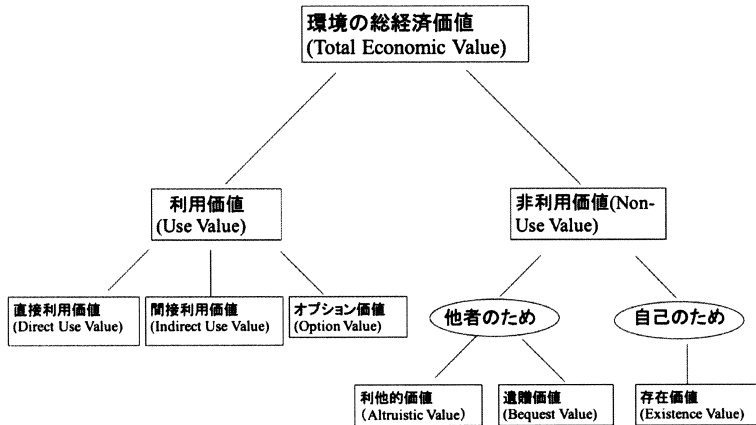 環境の総経済価値
(Total Economic Value)
利用価値
(Use Value)
非利用価値(Non-
Use Value)
直接利用価値
(Direct Use Value)
間接利用価値
(Indirect Use Value)
オプション価値
(Option Value)
他者のため
自己のため
利他的価値
（Altruistic Value）
遺贈価値
(Bequest Value)
存在価値
(Existence Value)